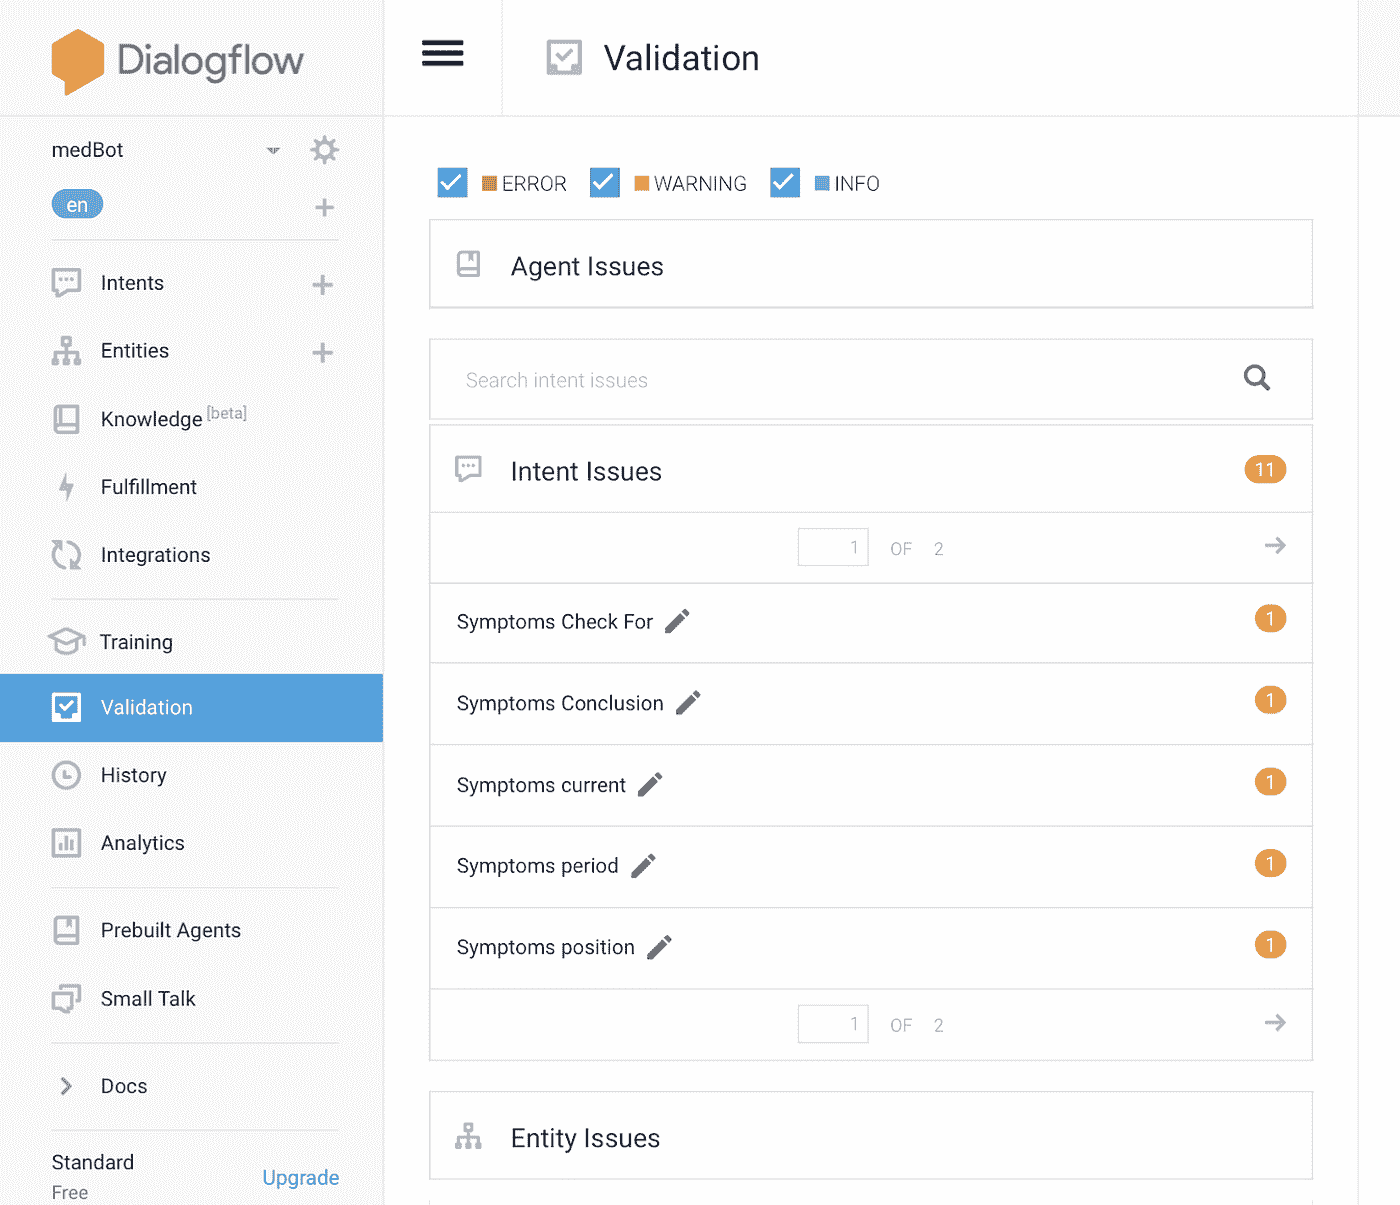 Dialogflow
Validation
medBot
en
Intents
Entities
Knowledge [beta]
Fulfillment
Integrations
Training
Validation
History
Analytics
Prebuilt Agents
Small Talk
Docs
Standard
Free
Upgrade
ERROR WARNING INFO
Agent Issues
Search intent issues
Intent Issues 11
1 OF 2
Symptoms Check For 1
Symptoms Conclusion 1
Symptoms current 1
Symptoms period 1
Symptoms position 1
1 OF 2
Entity Issues